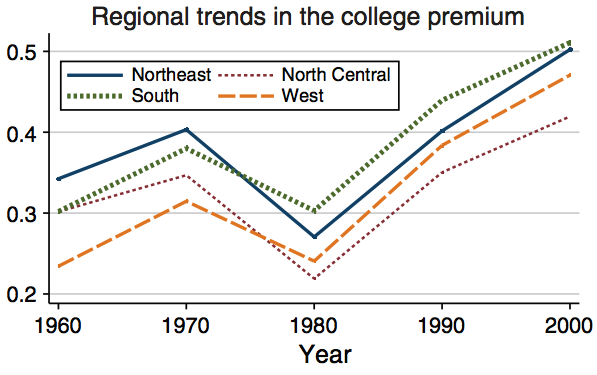 Regional trends in the college premium
0.5
Northeast North Central
South West
0.4
0.3
0.2
1960 1970 1980 1990 2000
Year